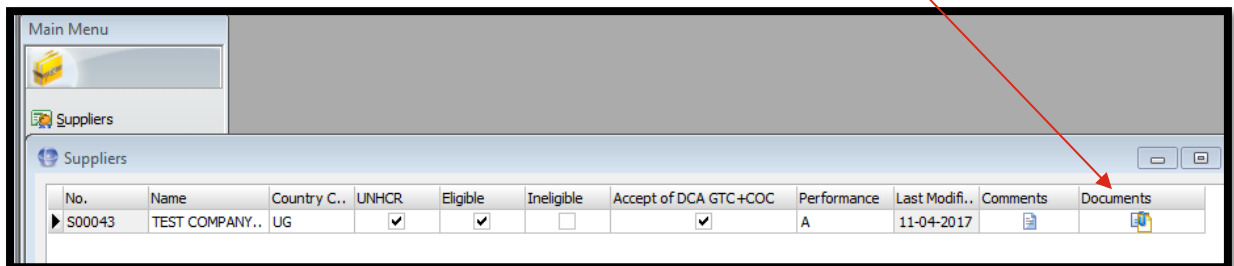 Main Menu
Suppliers
Suppliers
No. Name Country C.. UNHCR Eligible Ineligible Accept of DCA GTC+COC Performance Last Modifi.. Comments Documents
S00043 TEST COMPANY.. UG A 11-04-2017